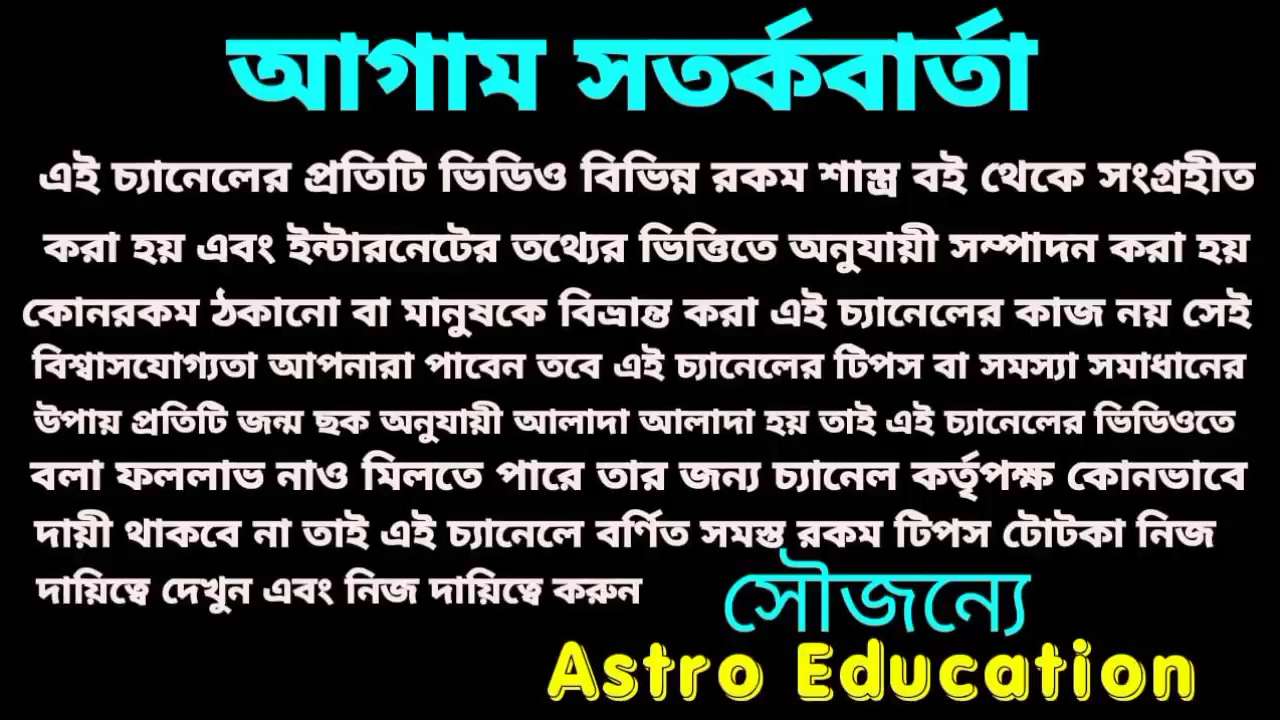 আগাম সতর্কবার্তা
এই চ্যানেলের প্রতিটি ভিডিও বিভিন্ন রকম শাস্ত্র বই থেকে সংগ্রহীত
করা হয় এবং ইন্টারনেটের তথ্যের ভিত্তিতে অনুযায়ী সম্পাদন করা হয়
কোনরকম ঠকানো বা মানুষকে বিভ্রান্ত করা এই চ্যানেলের কাজ নয় সেই
বিশ্বাসযোগ্যতা আপনারা পাবেন তবে এই চ্যানেলের টিপস বা সমস্যা সমাধানের
উপায় প্রতিটি জন্ম ছক অনুযায়ী আলাদা আলাদা হয় তাই এই চ্যানেলের ভিডিওতে
বলা ফললাভ নাও মিলতে পারে তার জন্য চ্যানেল কর্তৃপক্ষ কোনভাবে
দায়ী থাকবে না তাই এই চ্যানেলে বর্ণিত সমস্ত রকম টিপস টোটকা নিজ
দায়িত্বে দেখুন এবং নিজ দায়িত্বে করুন
সৌজন্যে
Astro Education